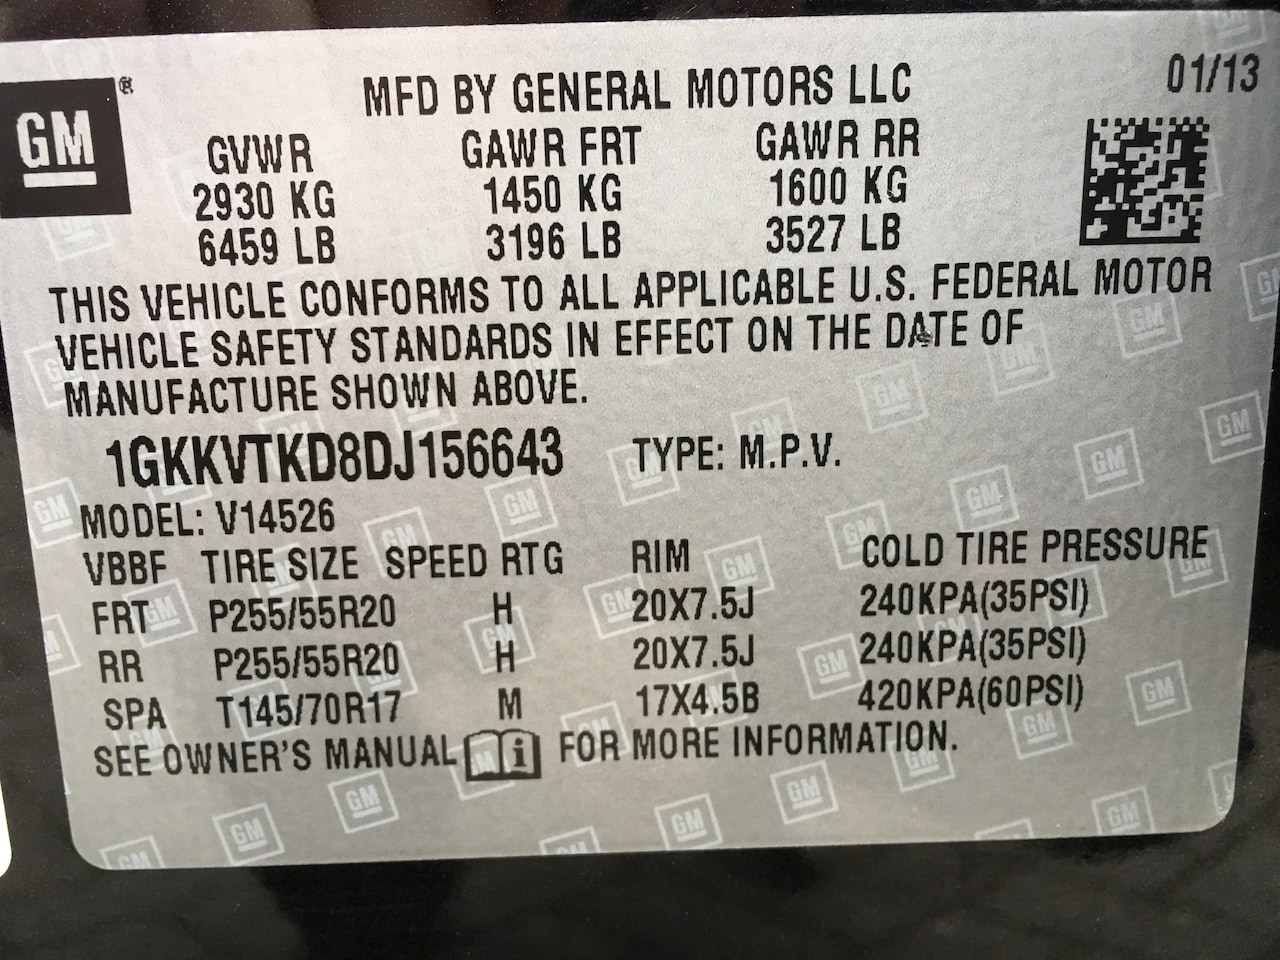 GM ®
MFD BY GENERAL MOTORS LLC 01/13
GVWR GAWR FRT GAWR RR
2930 KG 1450 KG 1600 KG
6459 LB 3196 LB 3527 LB
THIS VEHICLE CONFORMS TO ALL APPLICABLE U.S. FEDERAL MOTOR
VEHICLE SAFETY STANDARDS IN EFFECT ON THE DATE OF
MANUFACTURE SHOWN ABOVE.
1GKKVTKD8DJ156643 TYPE: M.P.V.
MODEL: V14526
VBBF TIRE SIZE SPEED RTG RIM COLD TIRE PRESSURE
FRT P255/55R20 H 20X7.5J 240KPA(35PSI)
RR P255/55R20 H 20X7.5J 240KPA(35PSI)
SPA T145/70R17 M 17X4.5B 420KPA(60PSI)
SEE OWNER'S MANUAL i FOR MORE INFORMATION.